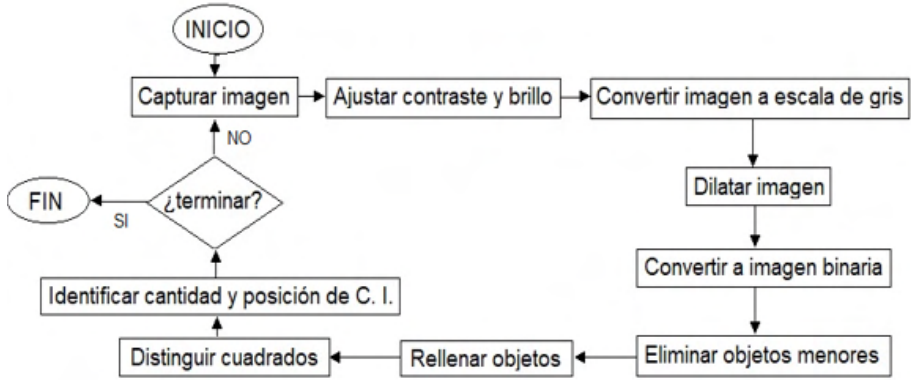 INICIO
Capturar imagen
Ajustar contraste y brillo
Convertir imagen a escala de gris
Dilatar imagen
Convertir a imagen binaria
Eliminar objetos menores
Rellenar objetos
Distinguir cuadrados
Identificar cantidad y posición de C. I.
¿terminar?
NO
SI
FIN